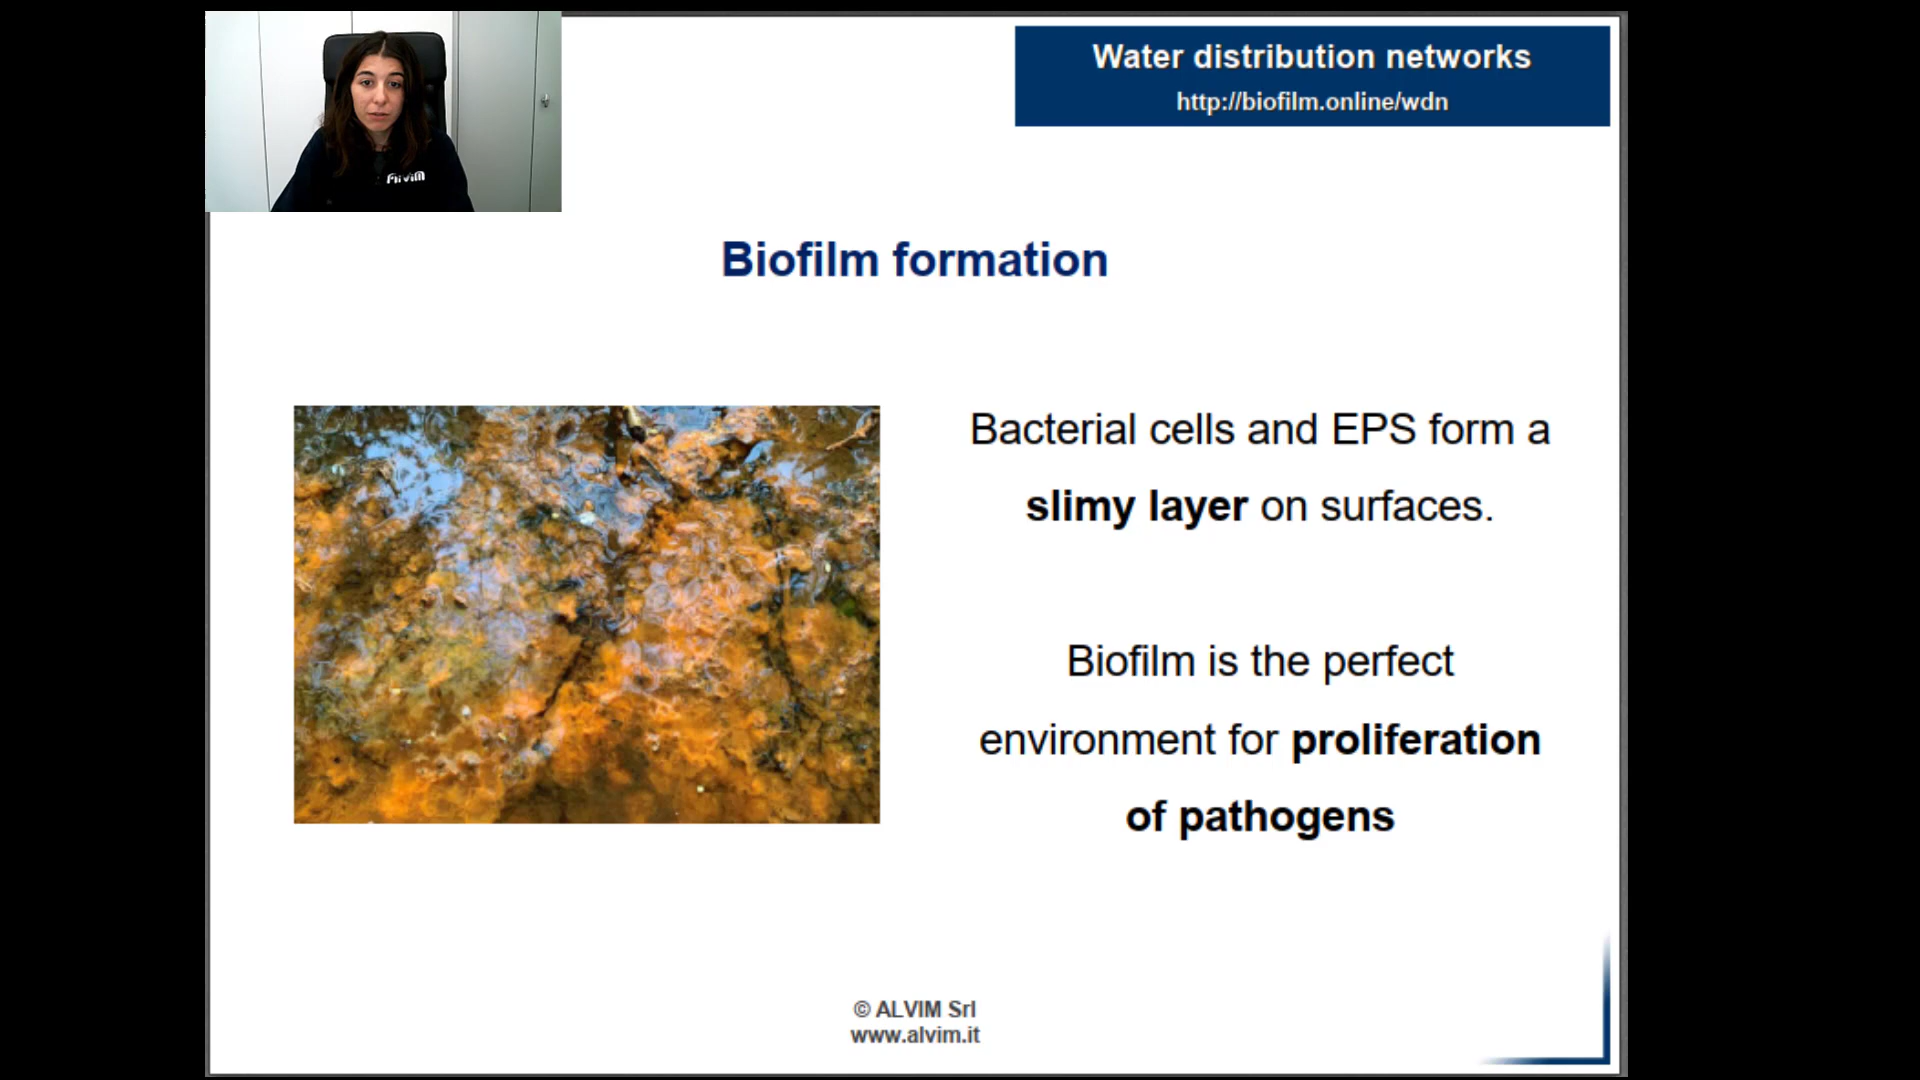 ALVIM
Water distribution networks
http://biofilm.online/wdn
Biofilm formation
Bacterial cells and EPS form a
slimy layer on surfaces.
Biofilm is the perfect
environment for proliferation
of pathogens
© ALVIM Srl
www.alvim.it